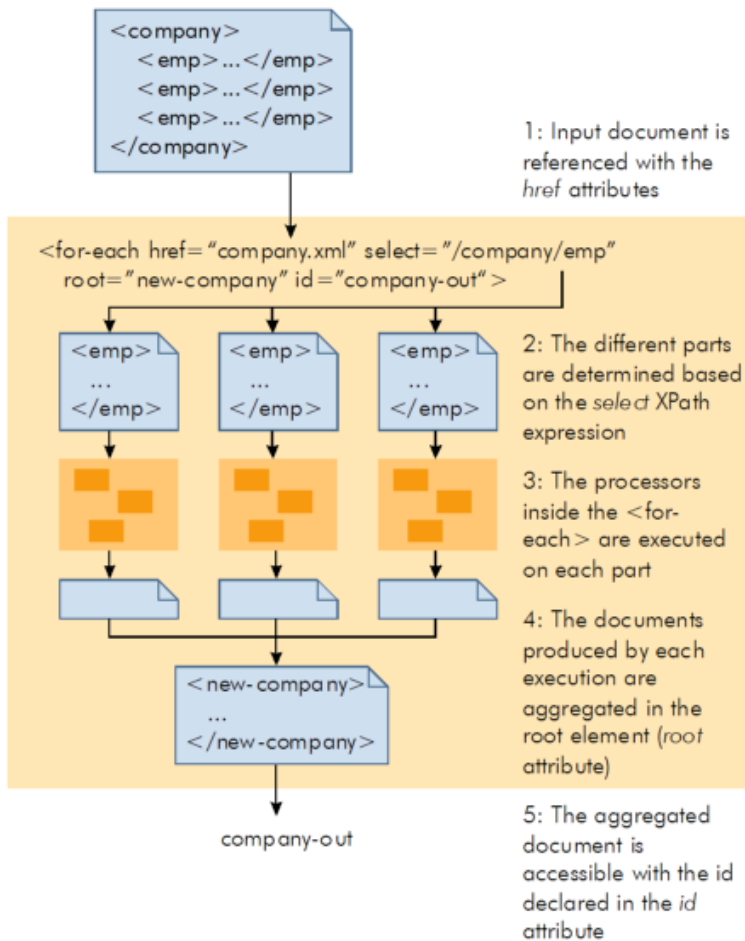 <company>
<emp>...</emp>
<emp>...</emp>
<emp>...</emp>
</company>
1: Input document is
referenced with the
href attributes
<for-each href="company.xml" select="/company/emp"
root="new-company" id="company-out">
<emp>
...
</emp>
<emp>
...
</emp>
<emp>
...
</emp>
2: The different parts
are determined based
on the select XPath
expression
3: The processors
inside the <for-
each> are executed
on each part
4: The documents
produced by each
execution are
aggregated in the
root element (root
attribute)
<new-company>
...
</new-company>
company-out
5: The aggregated
document is
accessible with the id
declared in the id
attribute